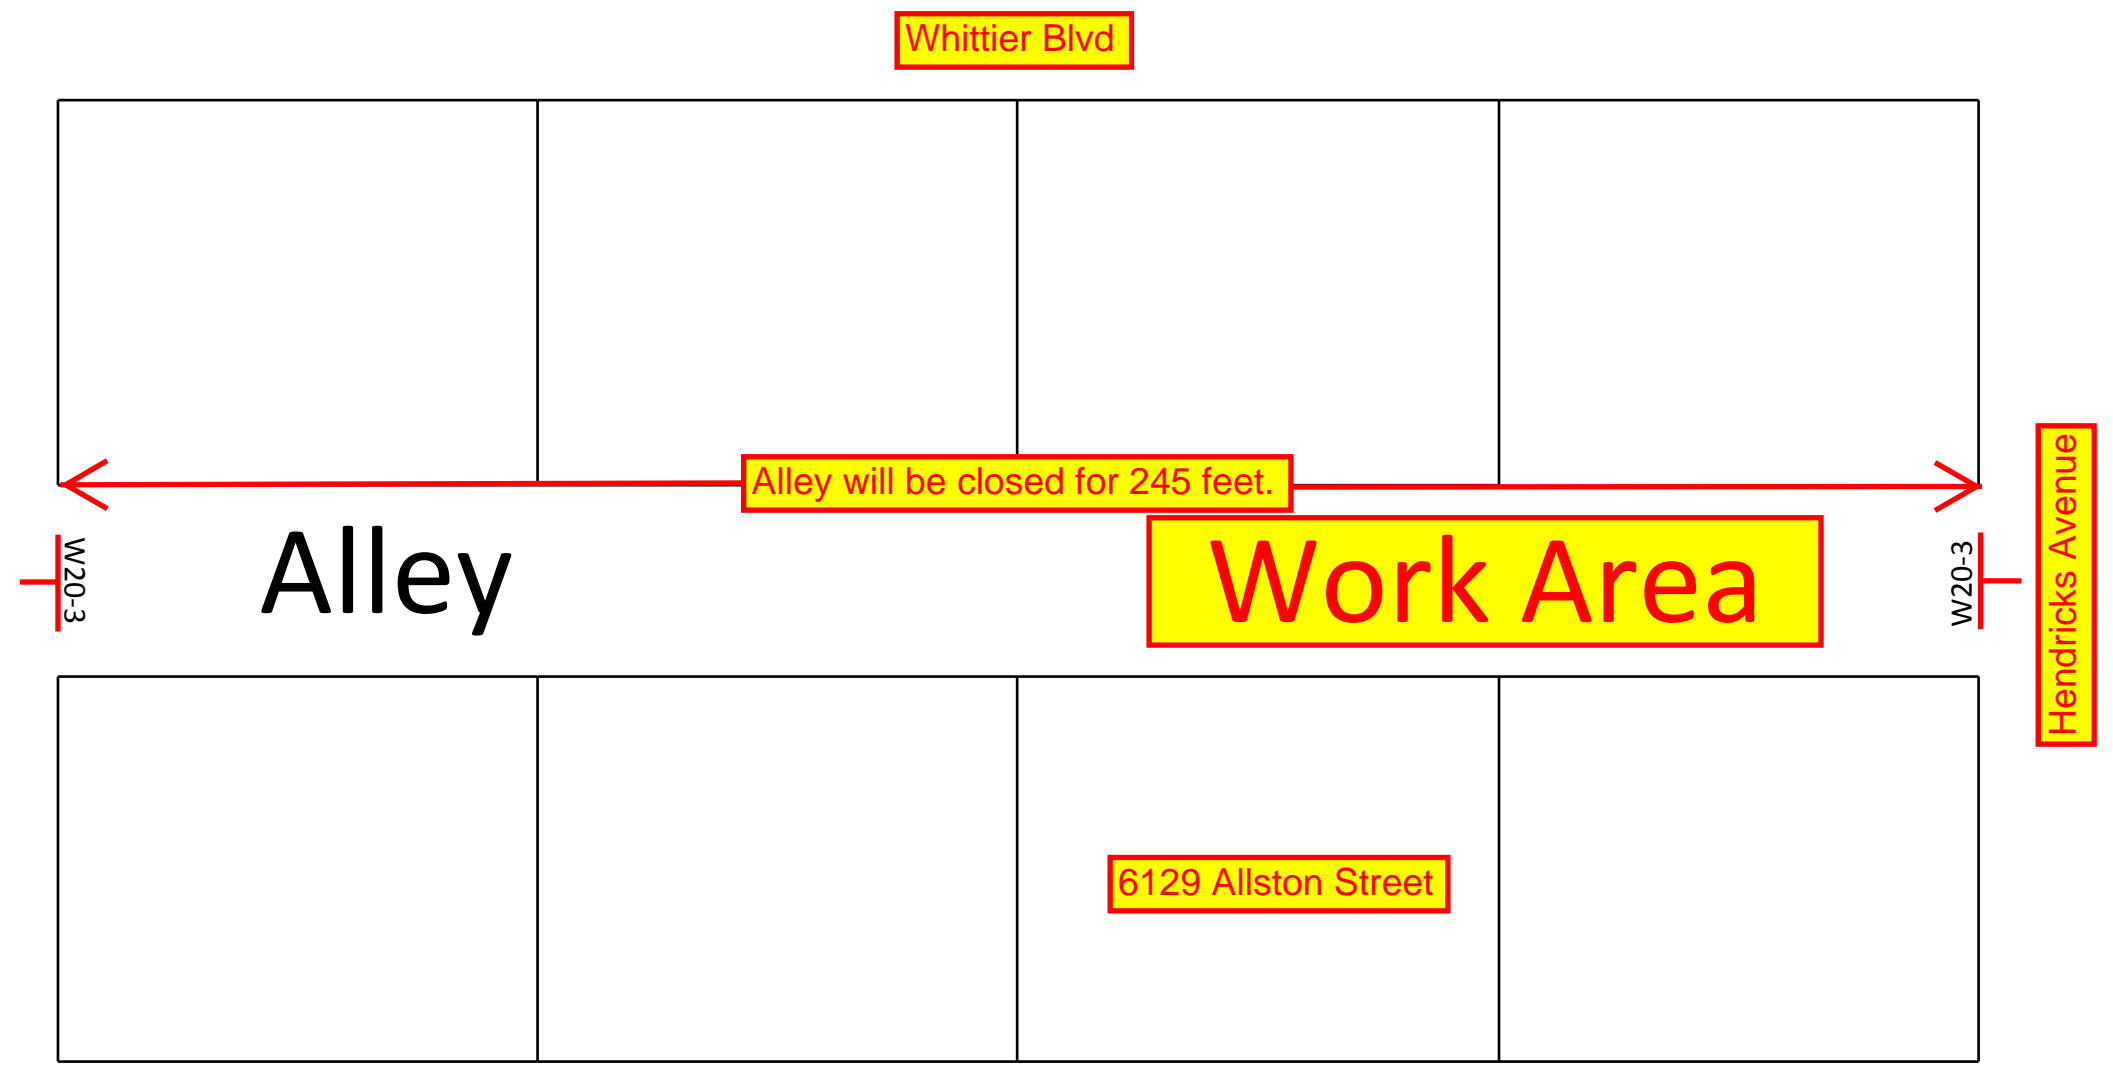 Whittier Blvd
Alley will be closed for 245 feet.
W20-3
Alley
Work Area
W20-3
Hendricks Avenue
6129 Allston Street